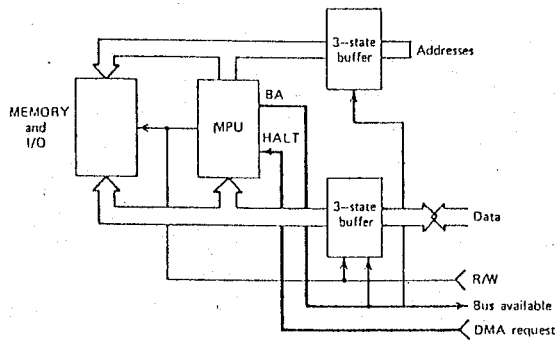 3-state
buffer
Addresses
BA
MEMORY
and
I/O
MPU
HALT
3-state
buffer
Data
R/W
Bus available
DMA request